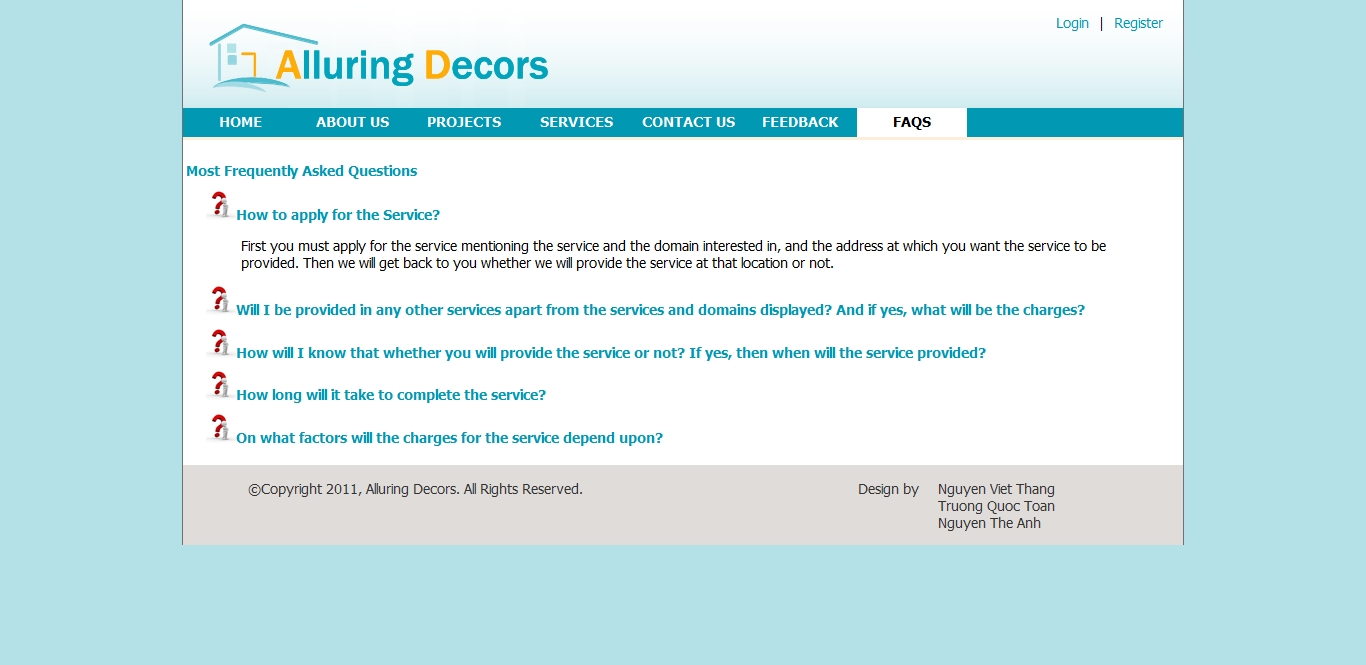 Login | Register
Alluring Decors
HOME ABOUT US PROJECTS SERVICES CONTACT US FEEDBACK FAQS
Most Frequently Asked Questions
How to apply for the Service?
First you must apply for the service mentioning the service and the domain interested in, and the address at which you want the service to be
provided. Then we will get back to you whether we will provide the service at that location or not.
Will I be provided in any other services apart from the services and domains displayed? And if yes, what will be the charges?
How will I know that whether you will provide the service or not? If yes, then when will the service provided?
How long will it take to complete the service?
On what factors will the charges for the service depend upon?
©Copyright 2011, Alluring Decors. All Rights Reserved. Design by Nguyen Viet Thang
Truong Quoc Toan
Nguyen The Anh